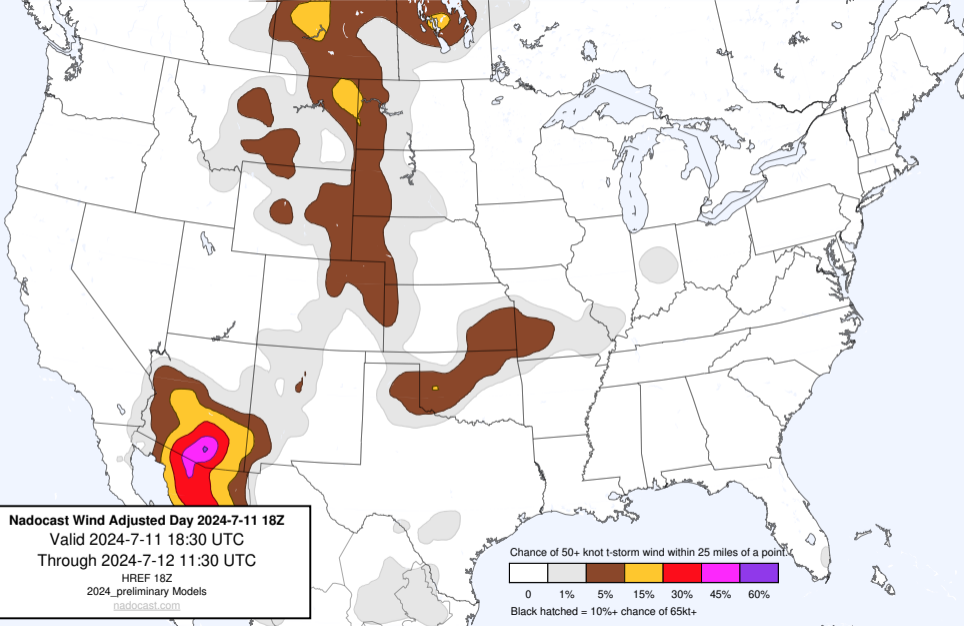 Nadocast Wind Adjusted Day 2024-7-11 18Z
Valid 2024-7-11 18:30 UTC
Through 2024-7-12 11:30 UTC
HREF 18Z
2024_preliminary Models
nadocast.com
Chance of 50+ knot t-storm wind within 25 miles of a point.
0 1% 5% 15% 30% 45% 60%
Black hatched = 10%+ chance of 65kt+